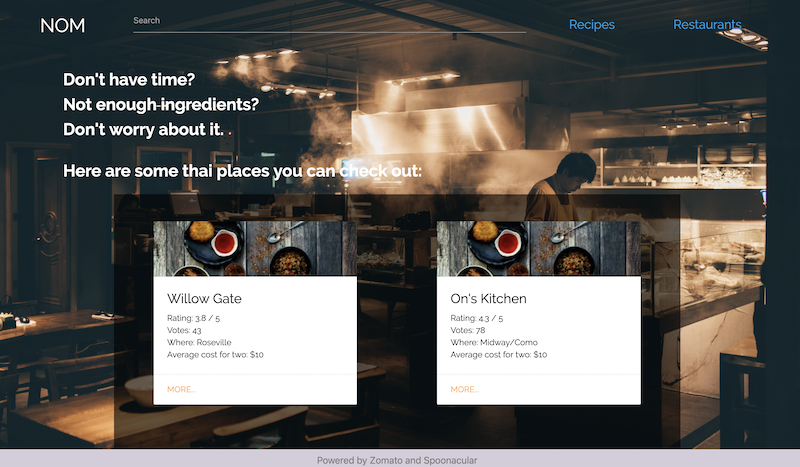 NOM
Search
Recipes
Restaurants
Don't have time?
Not enough ingredients?
Don't worry about it.
Here are some thai places you can check out:
Willow Gate
Rating: 3.8 / 5
Votes: 43
Where: Roseville
Average cost for two: $10
MORE...
On's Kitchen
Rating: 4.3 / 5
Votes: 78
Where: Midway/Como
Average cost for two: $10
MORE...
Powered by Zomato and Spoonacular